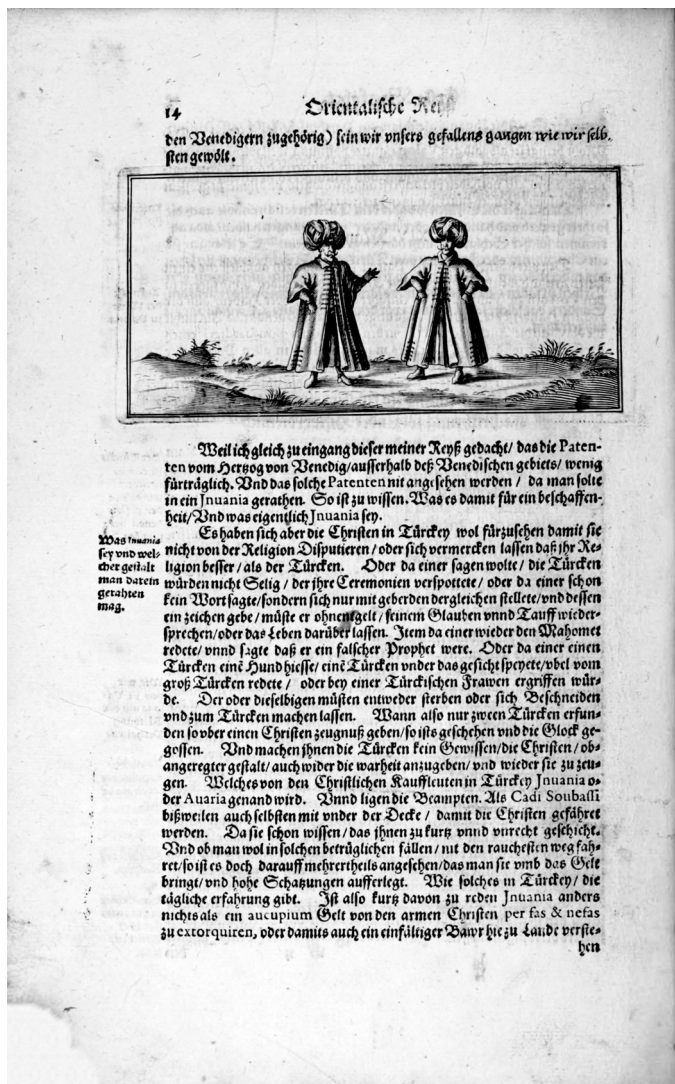 14
Orientalische Rey
den Venedigern zugehörig) sein wir vnsers gefallens gangen wie wir selb-
sten gewölt.
Weil ich gleich zu eingang dieser meiner Reyß gedacht/ das die Paten-
ten vom Hertzog von Venedig/ ausserhalb deß Venedischen gebiets/ wenig
fürträglich. Vnd das solche Patenten nit angesehen werden/ da man solte
in ein Jnuania gerathen. So ist zu wissen. Was es damit für ein beschaffen-
heit/ Vnd was eigentlich Jnuania sey.
Was Jnuania
sey vnd wel-
cher gestalt
man darein
gerahten
mag.
Es haben sich aber die Christen in Türckey wol fürzusehen damit sie
nicht von der Religion Disputieren/ oder sich vermercken lassen daß jhr Re-
ligion besser/ als der Türcken. Oder da einer sagen wolte/ die Türcken
würden nicht Selig/ der jhre Ceremonien verspottete/ oder da einer schon
kein Wort sagte/ sondern sich nur mit geberden dergleichen stellete/ vnd dessen
ein zeichen gebe/ müste er ohnentgelt/ seinem Glauben vnnd Tauff wieder-
sprechen/ oder das Leben darüber lassen. Item da einer wieder den Mahomet
redete/ vnnd sagte daß er ein falscher Prophet were. Oder da einer einen
Türcken einē Hund hiesse/ einē Türcken vnder das gesicht speyete/ vbel vom
groß Türcken redete/ oder bey einer Türckischen Frawen ergriffen wür-
de. Der oder dieselbigen müsten entweder sterben oder sich Beschneiden
vnd zum Türcken machen lassen. Wann also nur zween Türcken erfun-
den so vber einen Christen zeugnuß geben/ so ists geschehen vnd die Glock ge-
gossen. Vnd machen jhnen die Türcken kein Gewissen/ die Christen/ ob-
angeregter gestalt/ auch wider die warheit anzugeben/ vnd wieder sie zu zeu-
gen. Welches von den Christlichen Kauffleuten in Türckey Jnuania o-
der Avaria genand wird. Vnnd ligen die Beampten. Als Cadi Soubassi
bißweilen auch selbsten mit vnder der Decke/ damit die Christen gefähret
werden. Da sie schon wissen/ das jhnen zu kurtz vnnd vnrecht geschicht.
Vnd ob man wol in solchen betrüglichen fällen/ mit den rauchesten weg fah-
ret/ so ist es doch darauff mehrertheils angesehen/ das man sie vmb das Gelt
bringt/ vnd hohe Schatzungen aufferlegt. Wie solches in Türckey/ die
tägliche erfahrung gibt. Ist also kurtz davon zu reden Jnuania anders
nichts als ein aucupium Gelt von den armen Christen per fas & nefas
zu extorquiren, oder damits auch ein einfältiger Bawr hie zu Lande verste-
hen